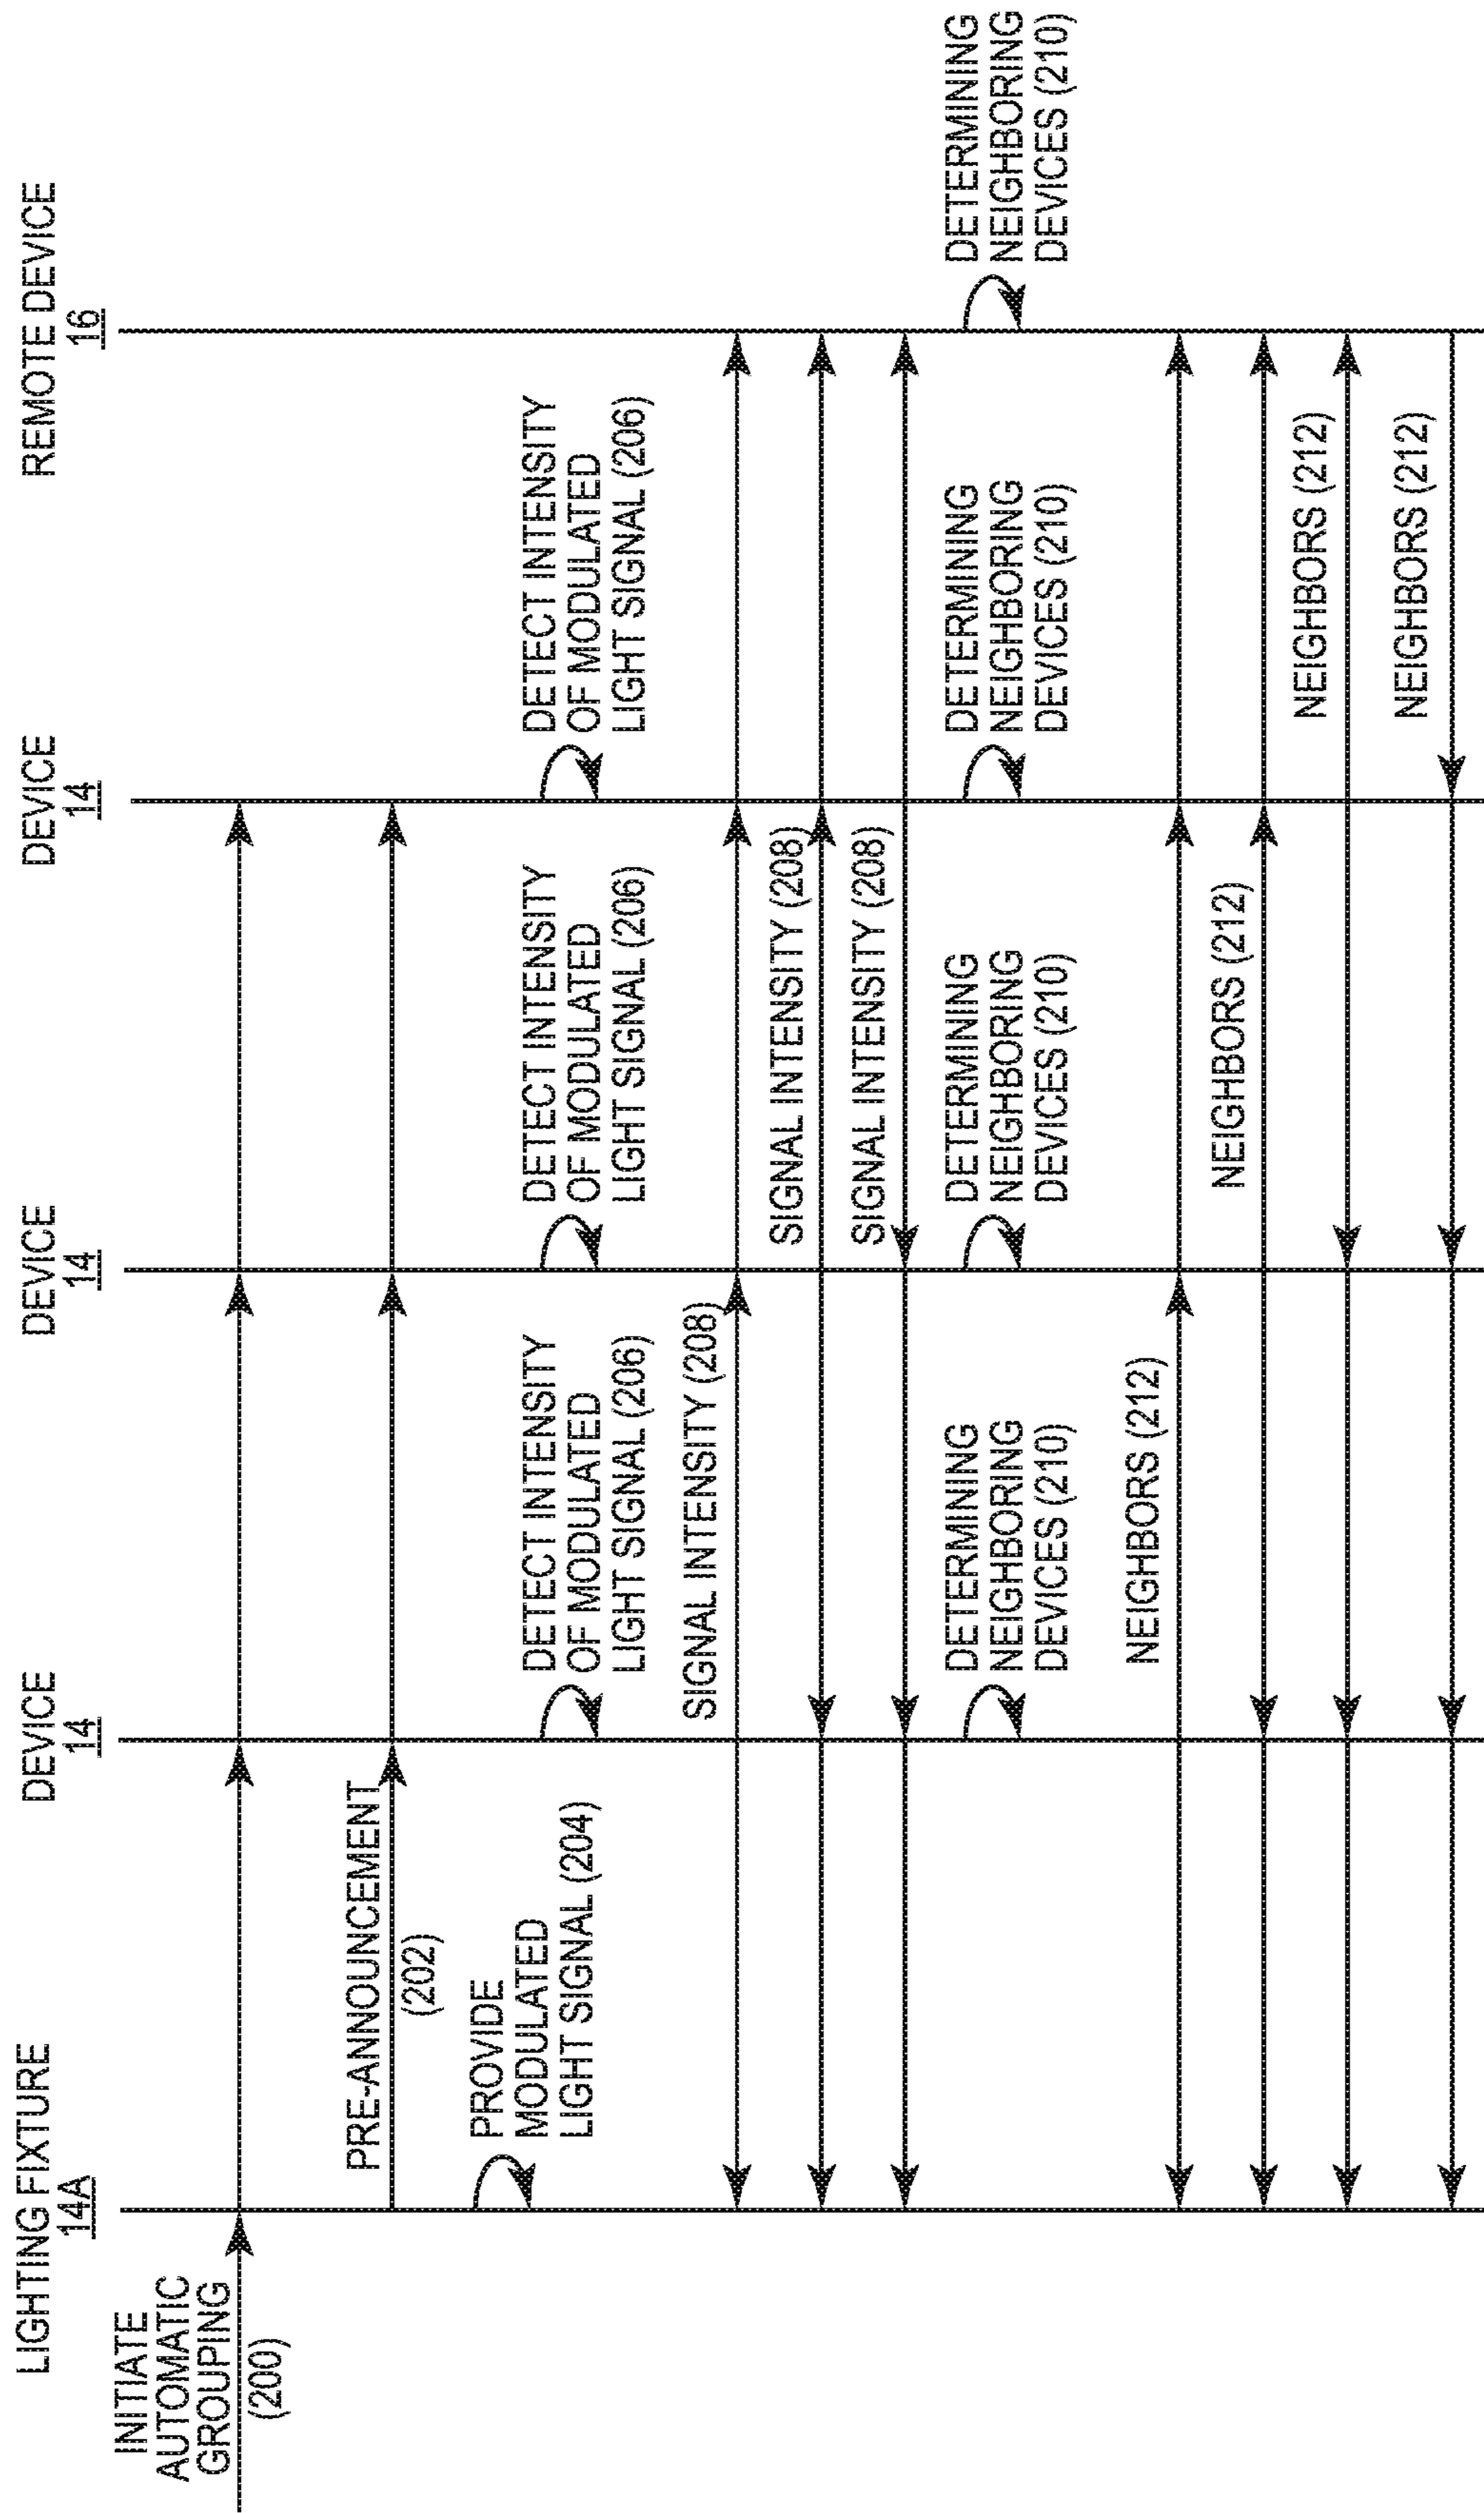 LIGHTING FIXTURE
14A
DEVICE
14
DEVICE
14
DEVICE
14
REMOTE DEVICE
16
INITIATE
AUTOMATIC
GROUPING
(200)
PRE-ANNOUNCEMENT
(202)
PROVIDE
MODULATED
LIGHT SIGNAL (204)
DETECT INTENSITY
OF MODULATED
LIGHT SIGNAL (206)
DETECT INTENSITY
OF MODULATED
LIGHT SIGNAL (206)
DETECT INTENSITY
OF MODULATED
LIGHT SIGNAL (206)
SIGNAL INTENSITY (208)
SIGNAL INTENSITY (208)
SIGNAL INTENSITY (208)
DETERMINING
NEIGHBORING
DEVICES (210)
DETERMINING
NEIGHBORING
DEVICES (210)
DETERMINING
NEIGHBORING
DEVICES (210)
DETERMINING
NEIGHBORING
DEVICES (210)
NEIGHBORS (212)
NEIGHBORS (212)
NEIGHBORS (212)
NEIGHBORS (212)